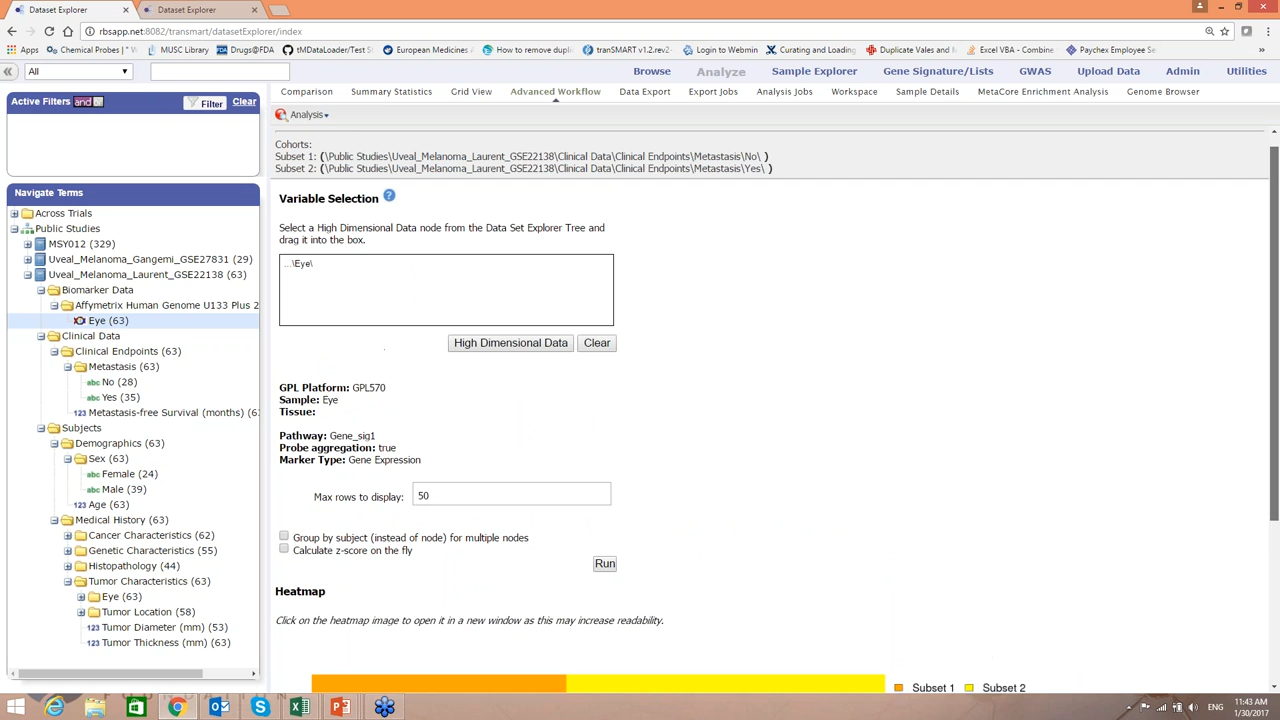 Dataset Explorer
Dataset Explorer
rbsapp.net:8082/transmart/datasetExplorer/index
Apps
Chemical Probes | "
MUSC Library
Drugs@FDA
tMDataLoader/Test S
European Medicines
How to remove dupli
tranSMART v1.2.rev2
Login to Webmin
Curating and Loading
Duplicate Vales and M
Excel VBA - Combine
Paychex Employee Se
All
Browse
Analyze
Sample Explorer
Gene Signature/Lists
GWAS
Upload Data
Admin
Utilities
Active Filters and or
Filter
Clear
Comparison
Summary Statistics
Grid View
Advanced Workflow
Data Export
Export Jobs
Analysis Jobs
Workspace
Sample Details
MetaCore Enrichment Analysis
Genome Browser
Analysis
Cohorts:
Subset 1: (\Public Studies\Uveal_Melanoma_Laurent_GSE22138\Clinical Data\Clinical Endpoints\Metastasis\No\ )
Subset 2: (\Public Studies\Uveal_Melanoma_Laurent_GSE22138\Clinical Data\Clinical Endpoints\Metastasis\Yes\ )
Navigate Terms
Across Trials
Public Studies
MSY012 (329)
Uveal_Melanoma_Gangemi_GSE27831 (29)
Uveal_Melanoma_Laurent_GSE22138 (63)
Biomarker Data
Affymetrix Human Genome U133 Plus 2
Eye (63)
Clinical Data
Clinical Endpoints (63)
Metastasis (63)
abc No (28)
abc Yes (35)
123 Metastasis-free Survival (months) (6
Subjects
Demographics (63)
Sex (63)
abc Female (24)
abc Male (39)
123 Age (63)
Medical History (63)
Cancer Characteristics (62)
Genetic Characteristics (55)
Histopathology (44)
Tumor Characteristics (63)
Eye (63)
Tumor Location (58)
123 Tumor Diameter (mm) (53)
123 Tumor Thickness (mm) (63)
Variable Selection ?
Select a High Dimensional Data node from the Data Set Explorer Tree and
drag it into the box.
...\Eye\
High Dimensional Data
Clear
GPL Platform: GPL570
Sample: Eye
Tissue:
Pathway: Gene_sig1
Probe aggregation: true
Marker Type: Gene Expression
Max rows to display: 50
Group by subject (instead of node) for multiple nodes
Calculate z-score on the fly
Run
Heatmap
Click on the heatmap image to open it in a new window as this may increase readability.
Subset 1
Subset 2
ENG
11:43 AM
1/30/2017